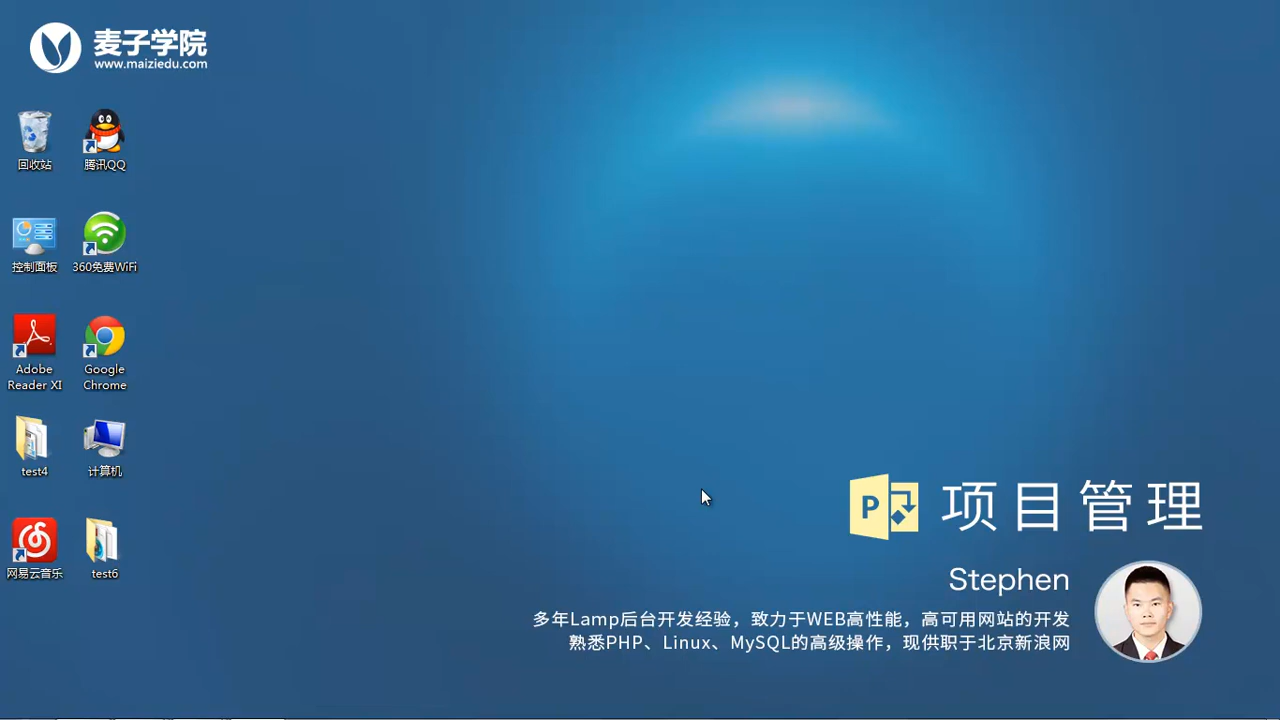 麦子学院
www.maiziedu.com
回收站
腾讯QQ
控制面板
360免费WiFi
Adobe
Reader XI
Google
Chrome
test4
计算机
网易云音乐
test6
P
项目管理
Stephen
多年Lamp后台开发经验，致力于WEB高性能，高可用网站的开发
熟悉PHP、Linux、MySQL的高级操作，现供职于北京新浪网